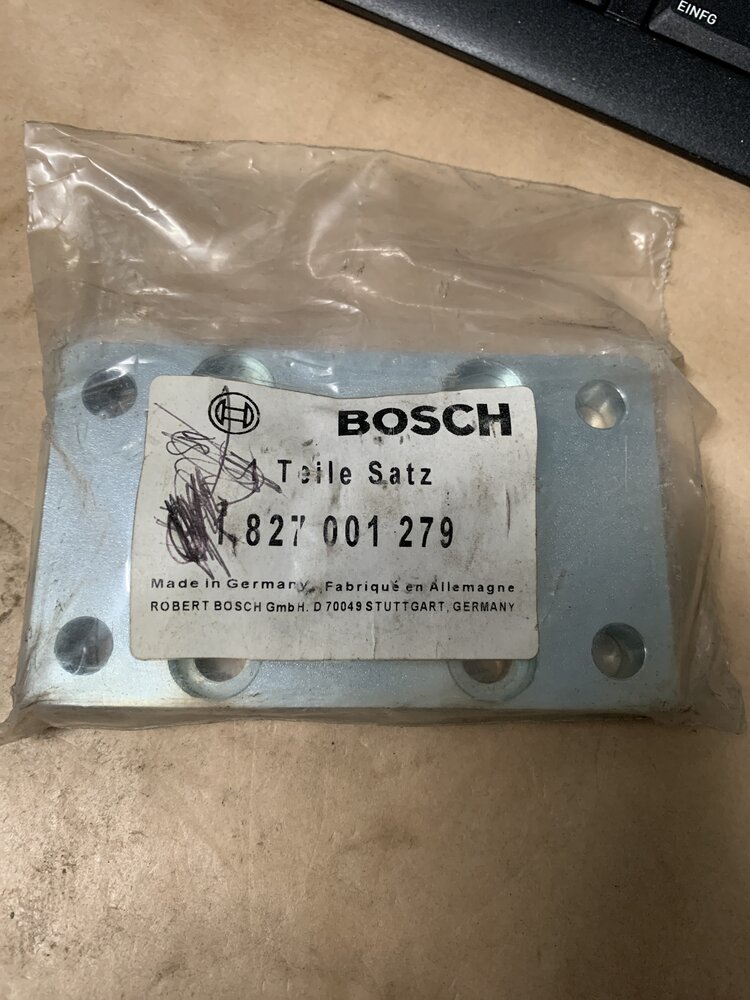 EINFG
BOSCH
1 Teile Satz
1 827 001 279
Made in Germany, Fabriqué en Allemagne
ROBERT BOSCH GmbH. D 70049 STUTTGART, GERMANY